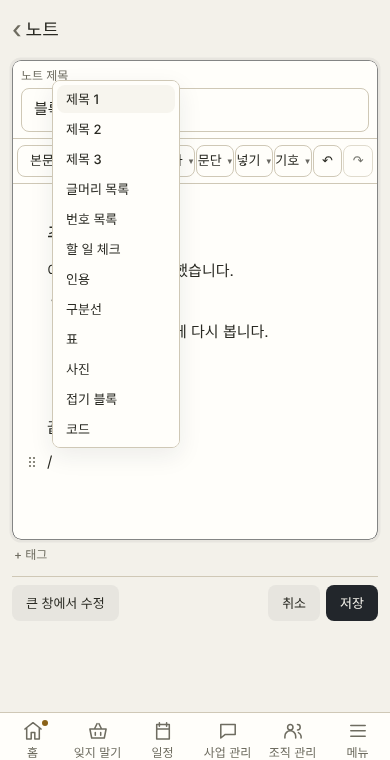 노트
노트 제목
제목 1
제목 2
제목 3
글머리 목록
번호 목록
할 일 체크
인용
구분선
표
사진
접기 블록
코드
본문
문단 ▾
넣기 ▾
기호 ▾
했습니다.
다시 봅니다.
/
+ 태그
큰 창에서 수정
취소
저장
홈
잊지 말기
일정
사업 관리
조직 관리
메뉴